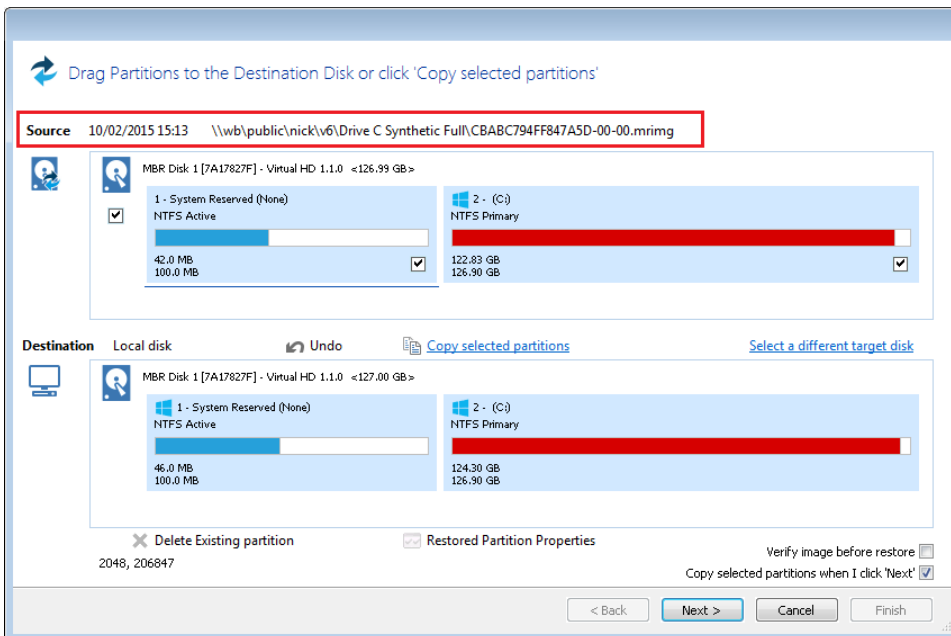 Drag Partitions to the Destination Disk or click 'Copy selected partitions'
Source 10/02/2015 15:13 \\wb\public\nick\v6\Drive C Synthetic Full\CBABC794FF847A5D-00-00.mrimg
MBR Disk 1 [7A17827F] - Virtual HD 1.1.0 <126.99 GB>
1 - System Reserved (None) 2 - (C:)
NTFS Active NTFS Primary
42.0 MB 122.83 GB
100.0 MB 126.90 GB
Destination Local disk Undo Copy selected partitions Select a different target disk
MBR Disk 1 [7A17827F] - Virtual HD 1.1.0 <127.00 GB>
1 - System Reserved (None) 2 - (C:)
NTFS Active NTFS Primary
46.0 MB 124.30 GB
100.0 MB 126.90 GB
Delete Existing partition Restored Partition Properties
Verify image before restore
2048, 206847
Copy selected partitions when I click 'Next'
< Back Next > Cancel Finish